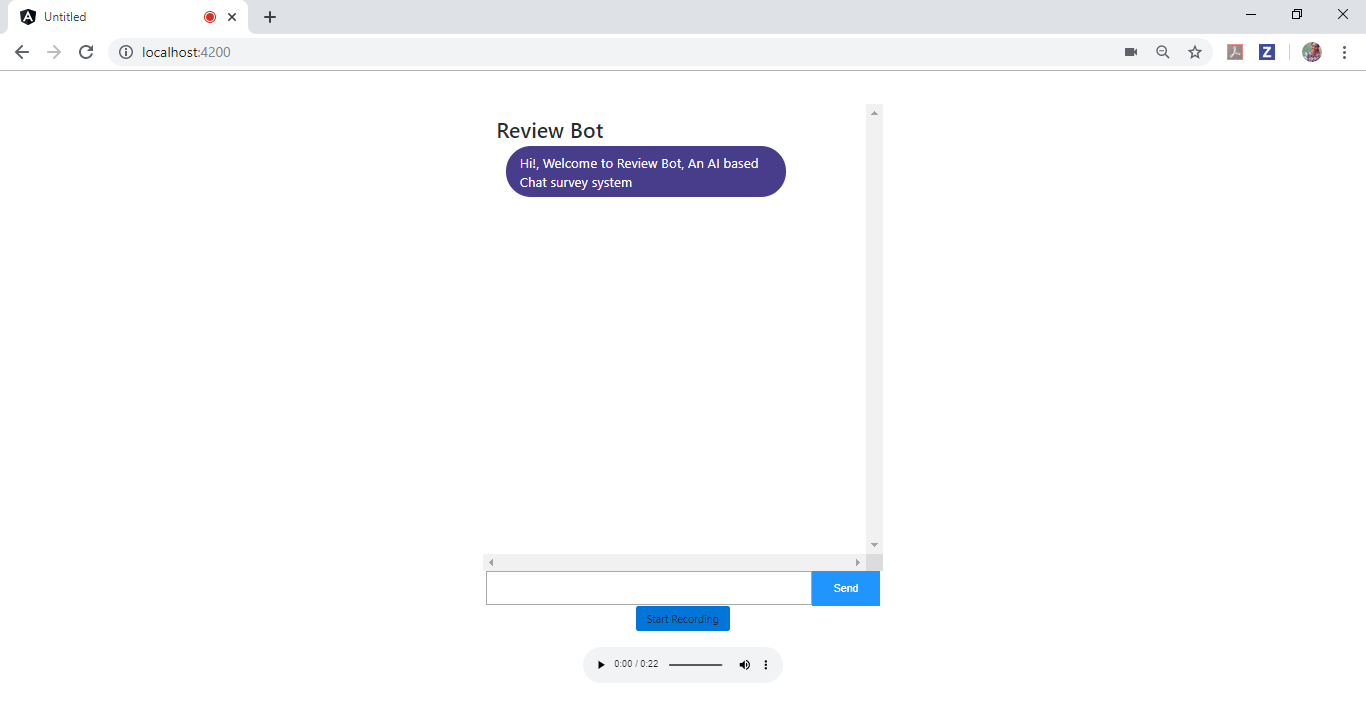 Untitled
localhost:4200
Z
Review Bot
Hi!, Welcome to Review Bot, An AI based
Chat survey system
Send
Start Recording
0:00 / 0:22